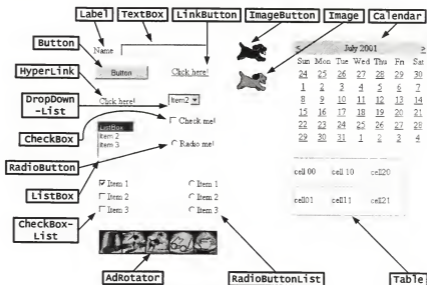 Label
TextBox
LinkButton
ImageButton
Image
Calendar
Button
Name
Button
Click here!
HyperLink
Click here!
DropDown
-List
Item2
CheckBox
Check me!
ListBox
Item 2
Item 3
RadioButton
Radio me!
ListBox
Item 1
Item 2
Item 3
Item 1
Item 2
Item 3
CheckBox-
List
AdRotator
RadioButtonList
< July 2001 >
Sun Mon Tue Wed Thu Fri Sat
24 25 26 27 28 29 30
1 2 3 4 5 6 7
8 9 10 11 12 13 14
15 16 17 18 19 20 21
22 23 24 25 26 27 28
29 30 31 1 2 3 4
cell 00 cell 10 cell20
cell01 cell11 cell21
Table